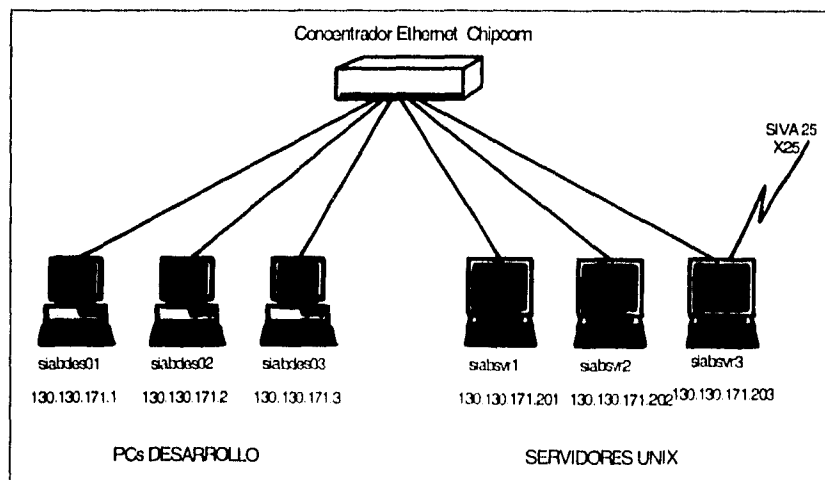 Concentrador Ethernet Chipcom
SIVA 25
X25
siabdes01 siabdes02 siabdes03 siabsvr1 siabsvr2 siabsvr3
130.130.171.1 130.130.171.2 130.130.171.3 130.130.171.201 130.130.171.202 130.130.171.203
PCs DESARROLLO SERVIDORES UNIX